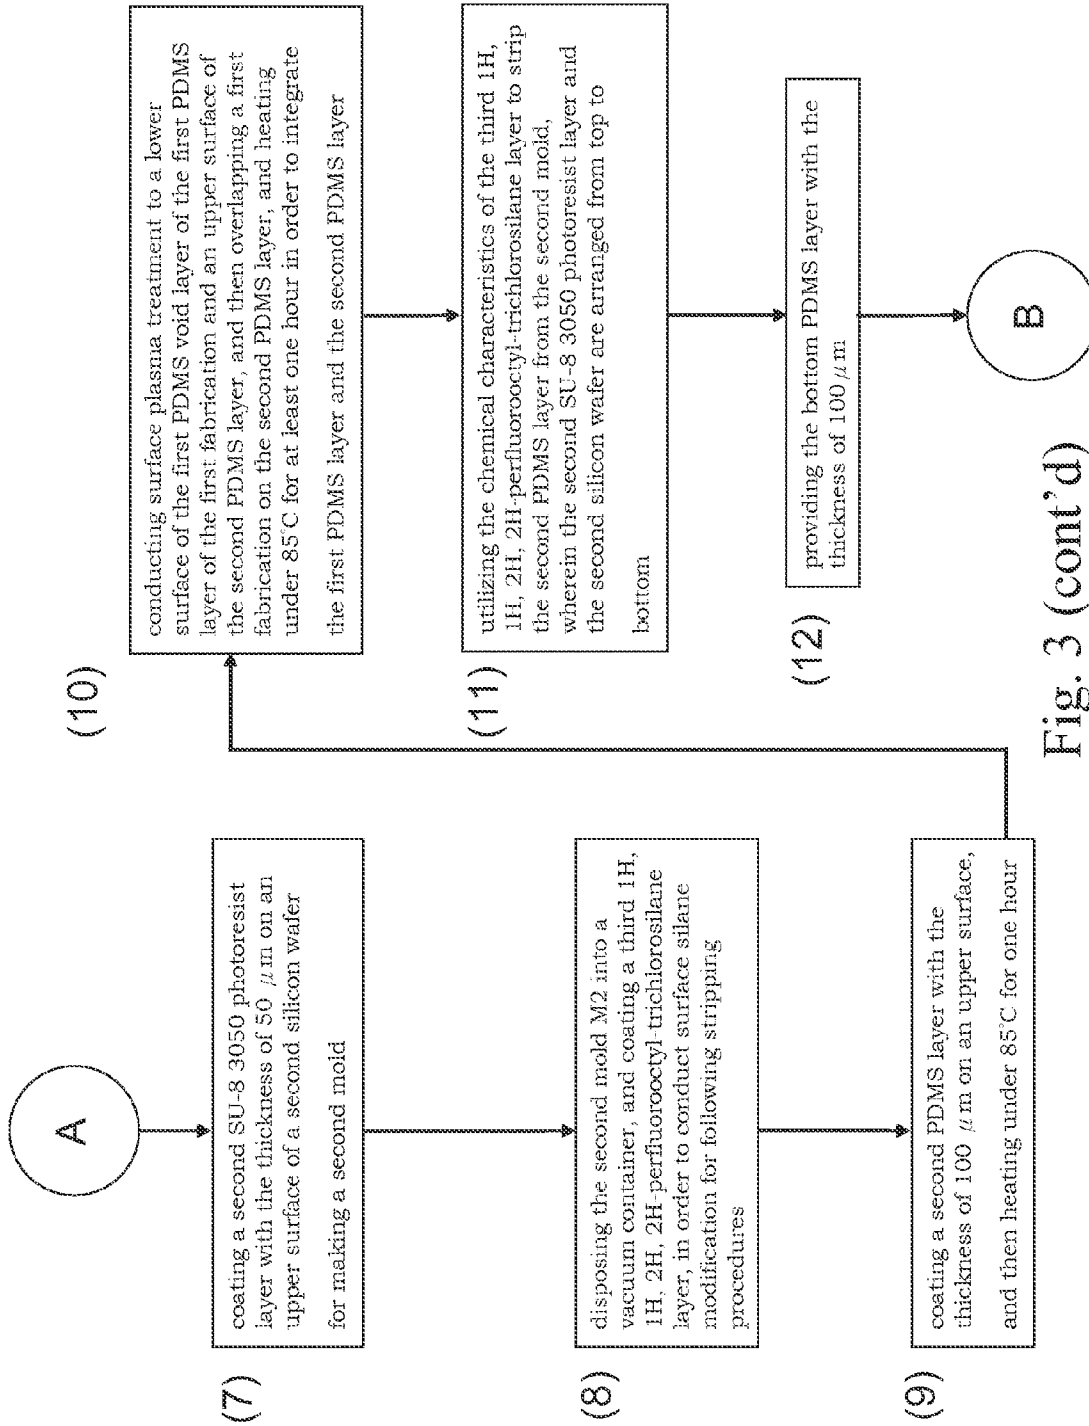 A
(7)
coating a second SU-8 3050 photoresist
layer with the thickness of 50 μm on an
upper surface of a second silicon wafer
for making a second mold
(8)
disposing the second mold M2 into a
vacuum container, and coating a third 1H,
1H, 2H, 2H-perfluorooctyl-trichlorosilane
layer, in order to conduct surface silane
modification for following stripping
procedures
(9)
coating a second PDMS layer with the
thickness of 100 μm on an upper surface,
and then heating under 85℃ for one hour
(10)
conducting surface plasma treatment to a lower
surface of the first PDMS void layer of the first PDMS
layer of the first fabrication and an upper surface of
the second PDMS layer, and then overlapping a first
fabrication on the second PDMS layer, and heating
under 85℃ for at least one hour in order to integrate
the first PDMS layer and the second PDMS layer
(11)
utilizing the chemical characteristics of the third 1H,
1H, 2H, 2H-perfluorooctyl-trichlorosilane layer to strip
the second PDMS layer from the second mold,
wherein the second SU-8 3050 photoresist layer and
the second silicon wafer are arranged from top to
bottom
(12)
providing the bottom PDMS layer with the
thickness of 100 μm
B
Fig. 3 (cont'd)